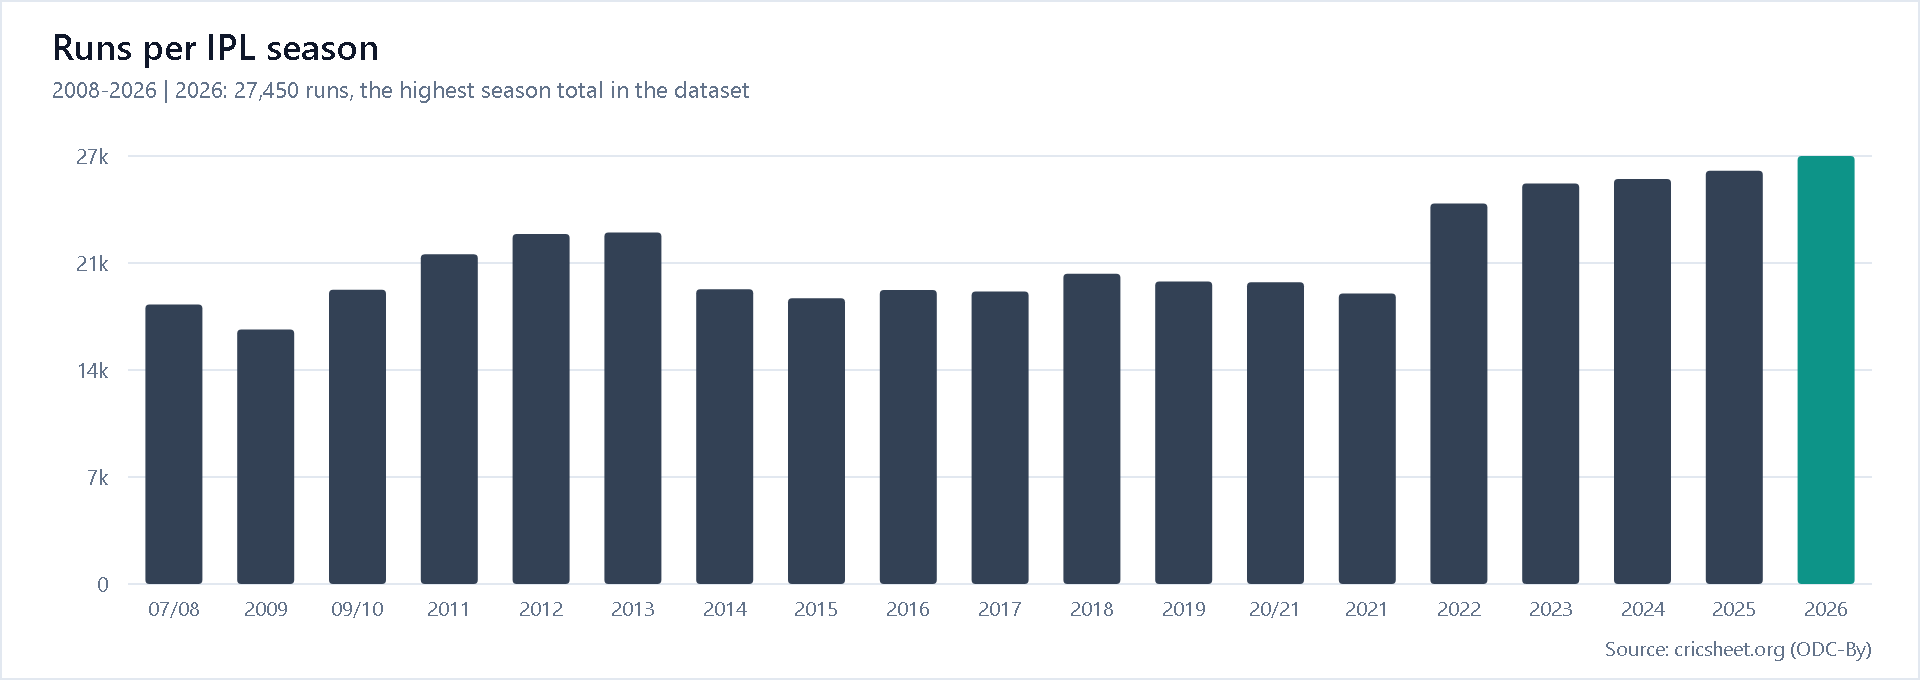 Runs per IPL season
2008-2026 | 2026: 27,450 runs, the highest season total in the dataset
27k
21k
14k
7k
0
07/08 2009 09/10 2011 2012 2013 2014 2015 2016 2017 2018 2019 20/21 2021 2022 2023 2024 2025 2026
Source: cricsheet.org (ODC-By)